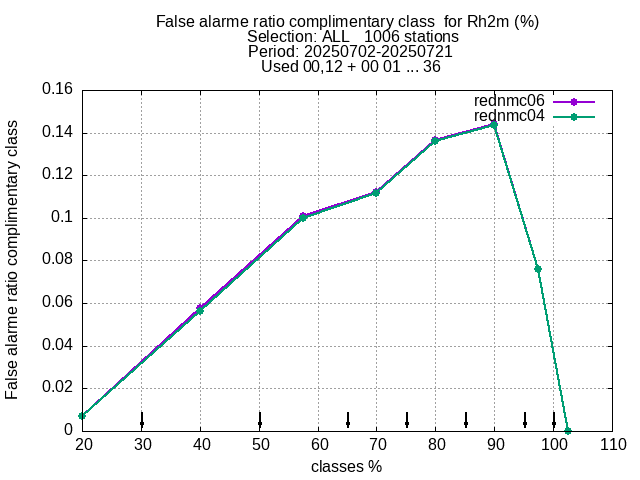 False alarme ratio complimentary class  for Rh2m (%)
Selection: ALL   1006 stations
Period: 20250702-20250721
Used 00,12 + 00 01 ... 36
rednmc06
rednmc04
0.16
0.14
0.12
0.1
0.08
0.06
0.04
0.02
0
False alarme ratio complimentary class
20 30 40 50 60 70 80 90 100 110
classes %